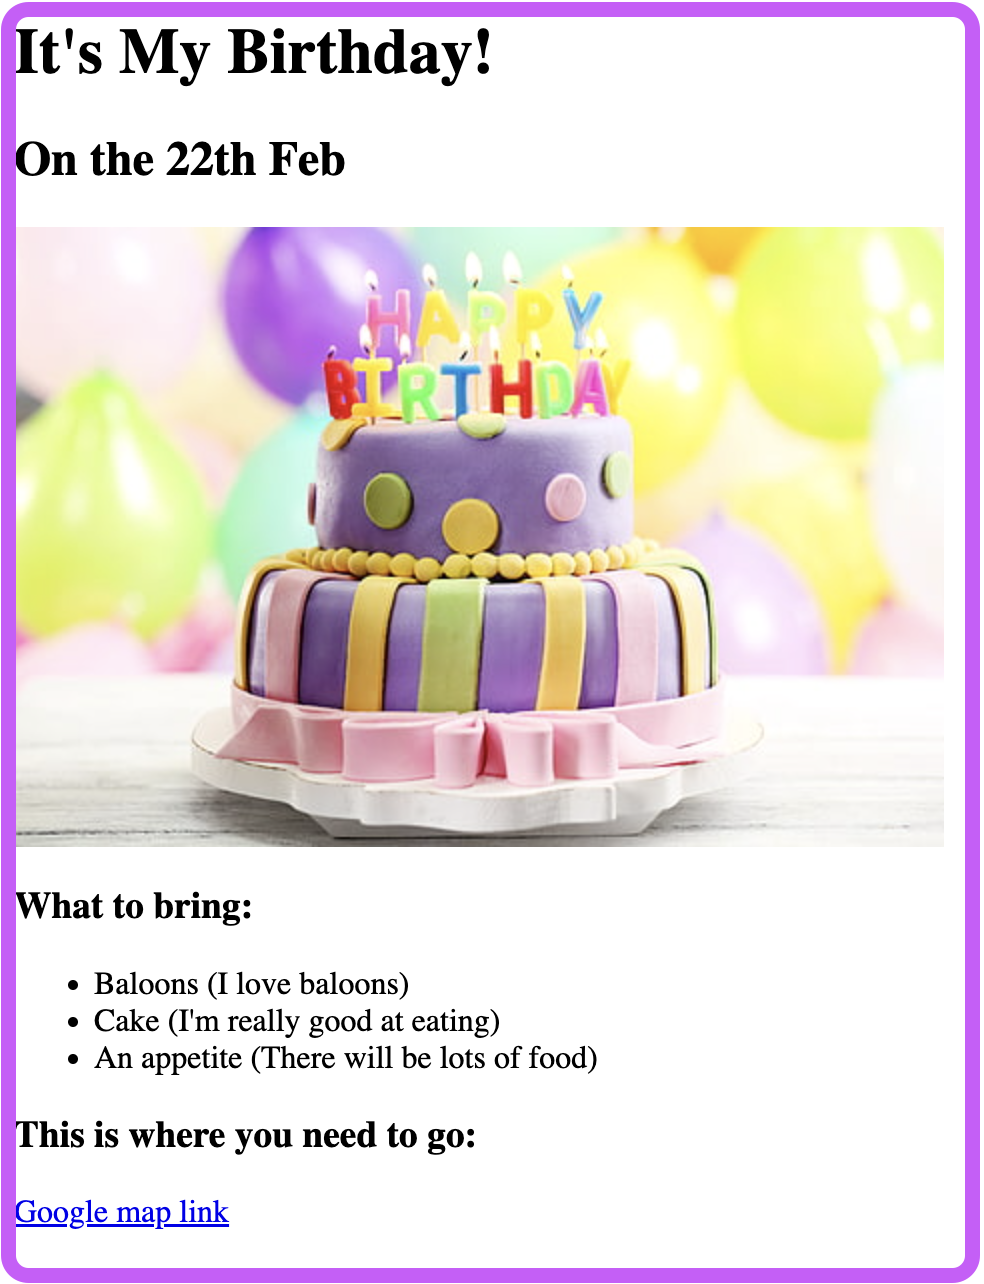 It's My Birthday!
On the 22th Feb
HAPPY
BIRTHDAY
What to bring:
Baloons (I love baloons)
Cake (I'm really good at eating)
An appetite (There will be lots of food)
This is where you need to go:
Google map link